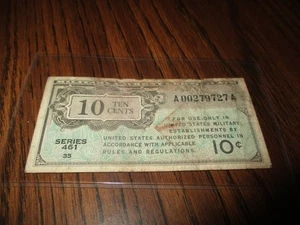 10 TEN CENTS
A00279727A
FOR USE ONLY IN
UNITED STATES MILITARY
ESTABLISHMENTS BY
UNITED STATES AUTHORIZED PERSONNEL IN
ACCORDANCE WITH APPLICABLE
RULES AND REGULATIONS.
SERIES
461
35
10¢